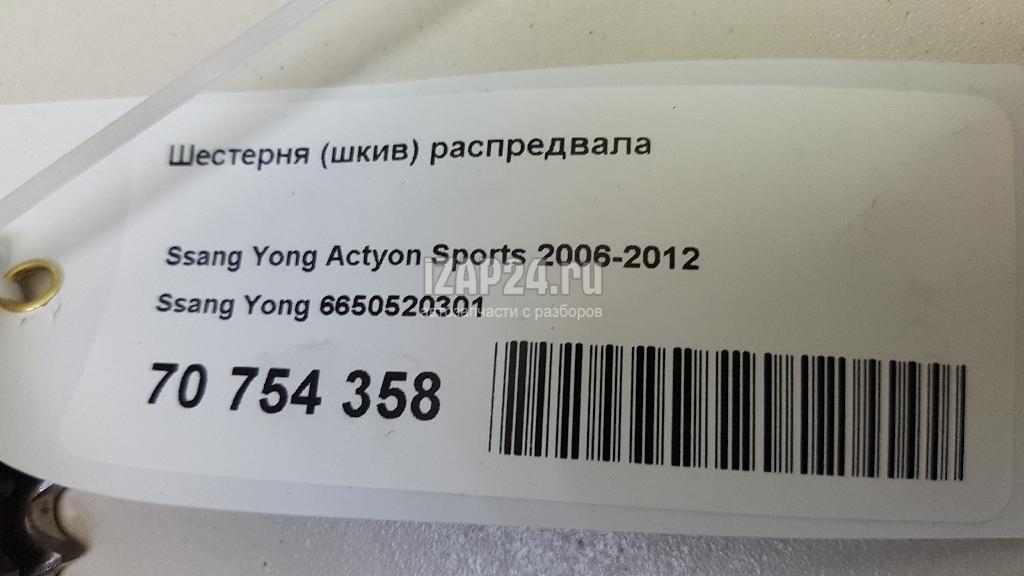 Шестерня (шкив) распредвала
Ssang Yong Actyon Sports 2006-2012
iZAP24.ru
Ssang Yong 6650520301
автозапчасти с разборов
70 754 358